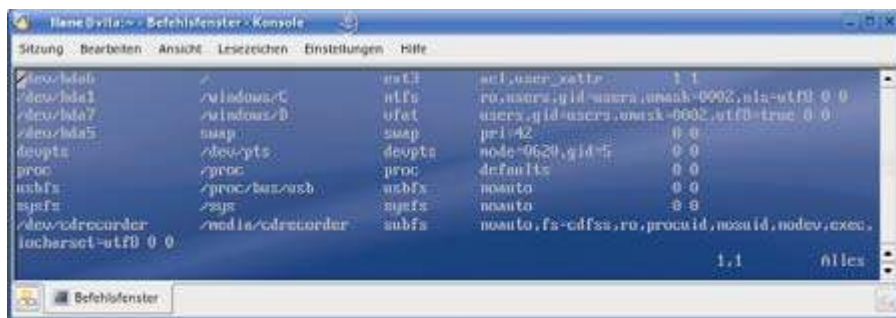 Befehlsfenster - Konsole
Sitzung Bearbeiten Ansicht Lesezeichen Einstellungen Hilfe
/dev/hda6 / ext3 acl,user_xattr 1 1
/dev/hda1 /windows/C ntfs ro,users,gid=users,umask=0002,nls=utf8 0 0
/dev/hda7 /windows/D vfat users,gid=users,umask=0002,utf8=true 0 0
/dev/hda5 swap swap pri=42 0 0
devpts /dev/pts devpts mode=0620,gid=5 0 0
proc /proc proc defaults 0 0
usbfs /proc/bus/usb usbfs noauto 0 0
sysfs /sys sysfs noauto 0 0
/dev/cdrecorder /media/cdrecorder subfs noauto,fs=cdfss,ro,procuid,nosuid,nodev,exec,
iocharset=utf8 0 0
1,1 Alles
Befehlsfenster